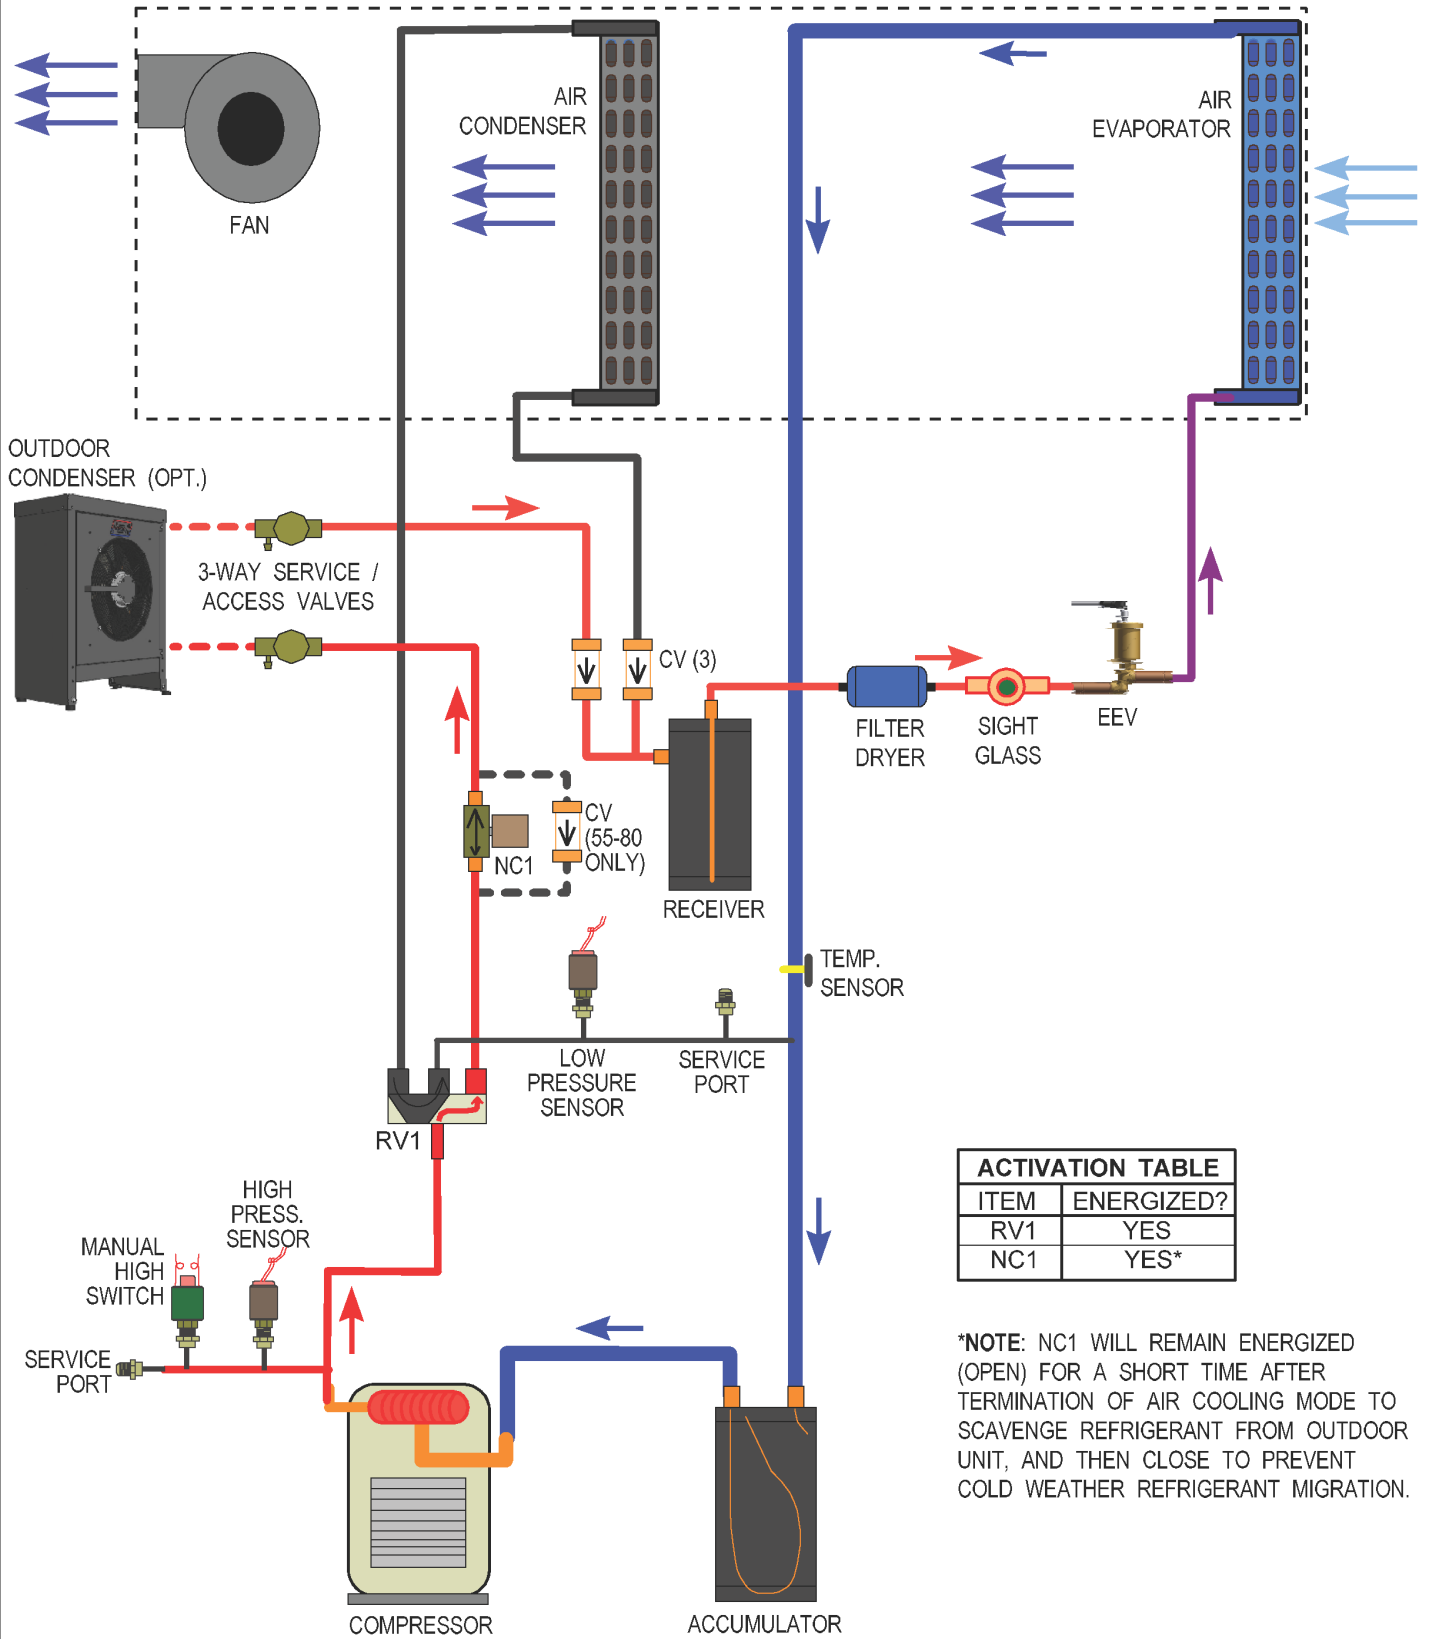 AIR
CONDENSER
AIR
EVAPORATOR
FAN
OUTDOOR
CONDENSER (OPT.)
3-WAY SERVICE /
ACCESS VALVES
CV (3)
FILTER
DRYER
SIGHT
GLASS
EEV
CV
(55-80
ONLY)
NC1
RECEIVER
TEMP.
SENSOR
LOW
PRESSURE
SENSOR
SERVICE
PORT
RV1
HIGH
PRESS.
SENSOR
MANUAL
HIGH
SWITCH
SERVICE
PORT
COMPRESSOR
ACCUMULATOR
ACTIVATION TABLE
ITEM ENERGIZED?
RV1 YES
NC1 YES*
*NOTE: NC1 WILL REMAIN ENERGIZED
(OPEN) FOR A SHORT TIME AFTER
TERMINATION OF AIR COOLING MODE TO
SCAVENGE REFRIGERANT FROM OUTDOOR
UNIT, AND THEN CLOSE TO PREVENT
COLD WEATHER REFRIGERANT MIGRATION.